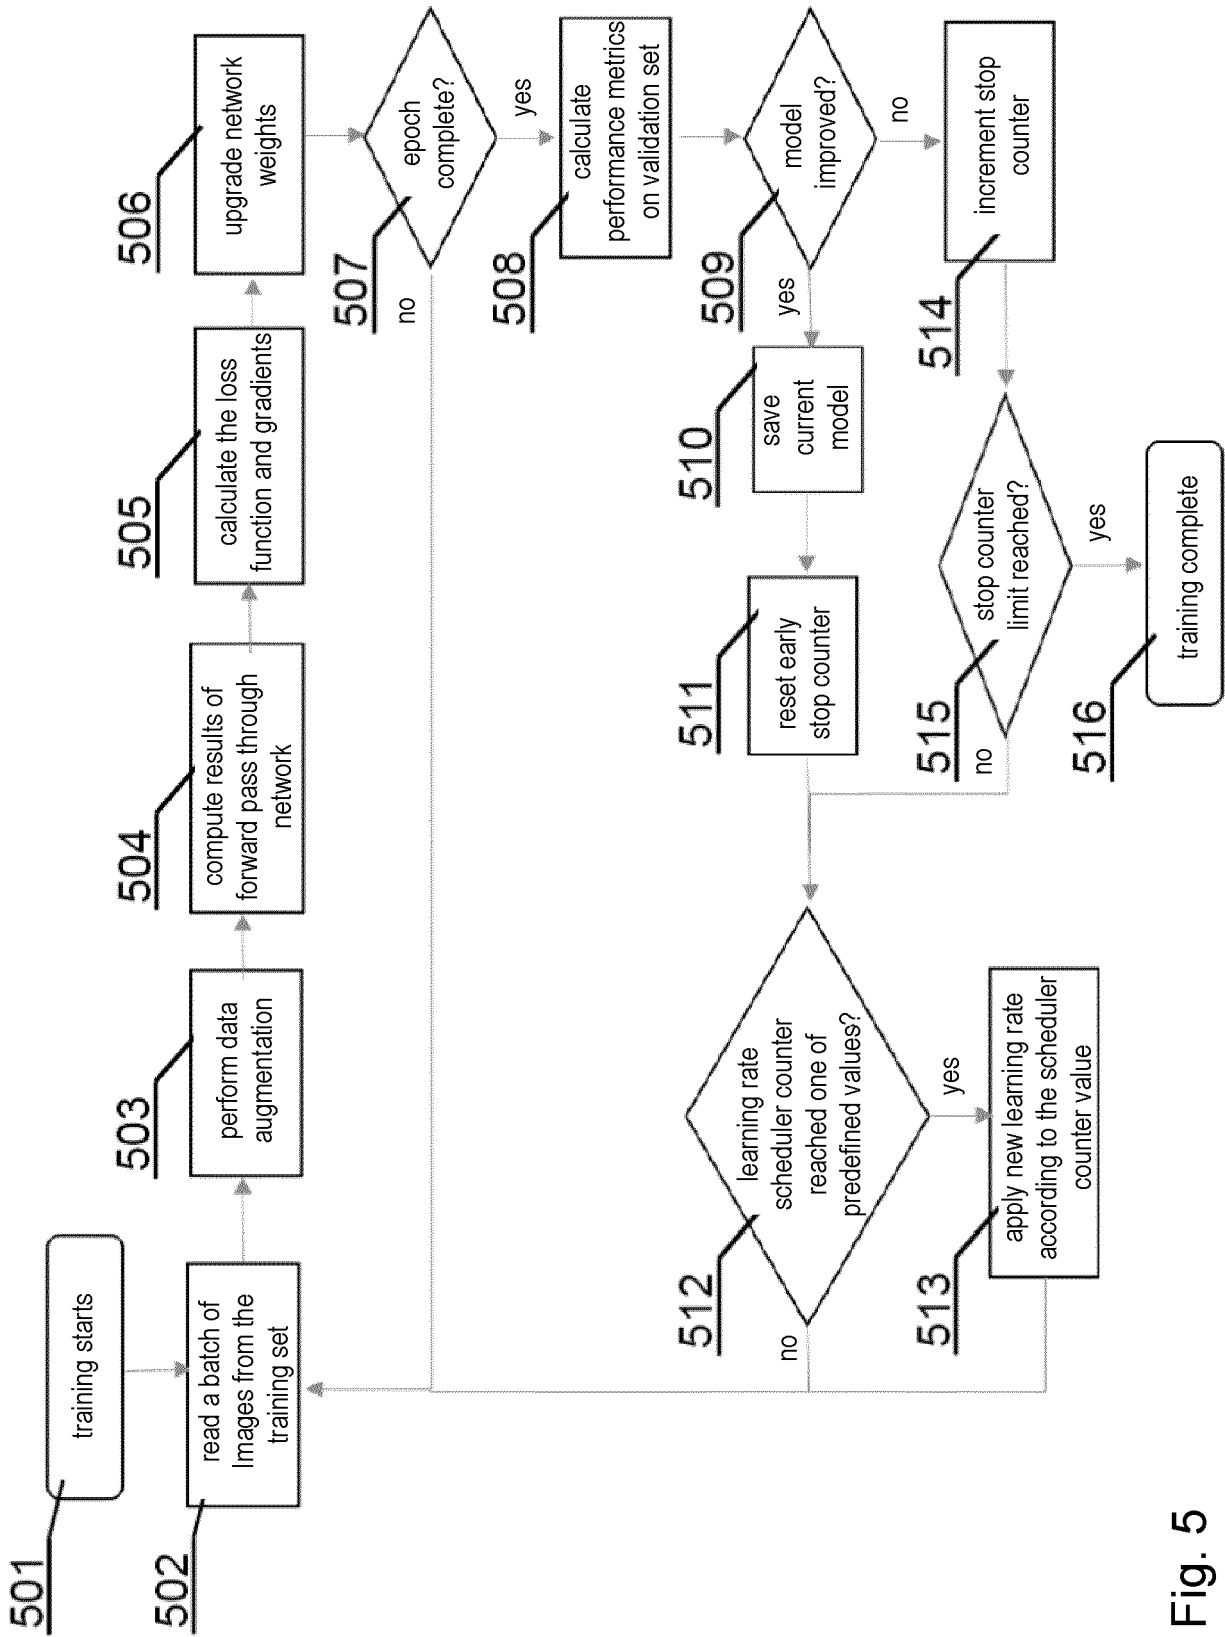 501
training starts
502
read a batch of
Images from the
training set
503
perform data
augmentation
504
compute results of
forward pass through
network
505
calculate the loss
function and gradients
506
upgrade network
weights
507
epoch
complete?
no
yes
508
calculate
performance metrics
on validation set
509
model
improved?
yes
no
510
save
current
model
511
reset early
stop counter
512
learning rate
scheduler counter
reached one of
predefined values?
no
yes
513
apply new learning rate
according to the scheduler
counter value
514
increment stop
counter
515
stop counter
limit reached?
no
yes
516
training complete
Fig. 5